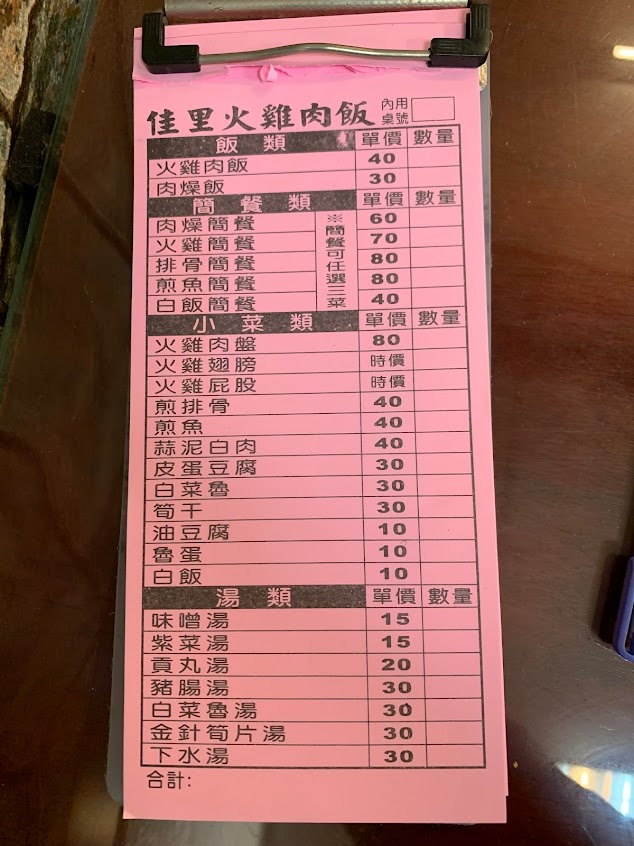 佳里火雞肉飯 內用桌號
飯類 單價 數量
火雞肉飯 40
肉燥飯 30
簡餐類 單價 數量
※簡餐可任選三菜
肉燥簡餐 60
火雞簡餐 70
排骨簡餐 80
煎魚簡餐 80
白飯簡餐 40
小菜類 單價 數量
火雞肉盤 80
火雞翅膀 時價
火雞屁股 時價
煎排骨 40
煎魚 40
蒜泥白肉 40
皮蛋豆腐 30
白菜魯 30
筍干 30
油豆腐 10
魯蛋 10
白飯 10
湯類 單價 數量
味噌湯 15
紫菜湯 15
貢丸湯 20
豬腸湯 30
白菜魯湯 30
金針筍片湯 30
下水湯 30
合計: